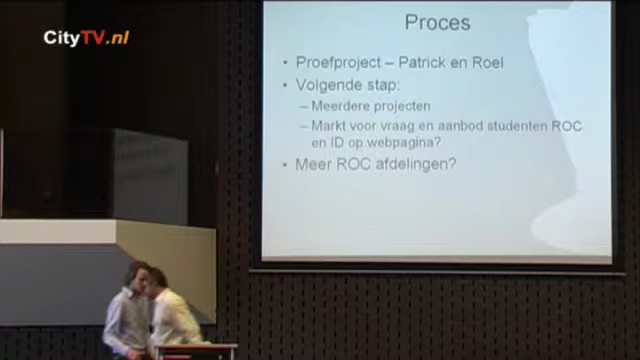 CityTV.nl
Proces
• Proefproject – Patrick en Roel
• Volgende stap:
– Meerdere projecten
– Markt voor vraag en aanbod studenten ROC
en ID op webpagina?
• Meer ROC afdelingen?